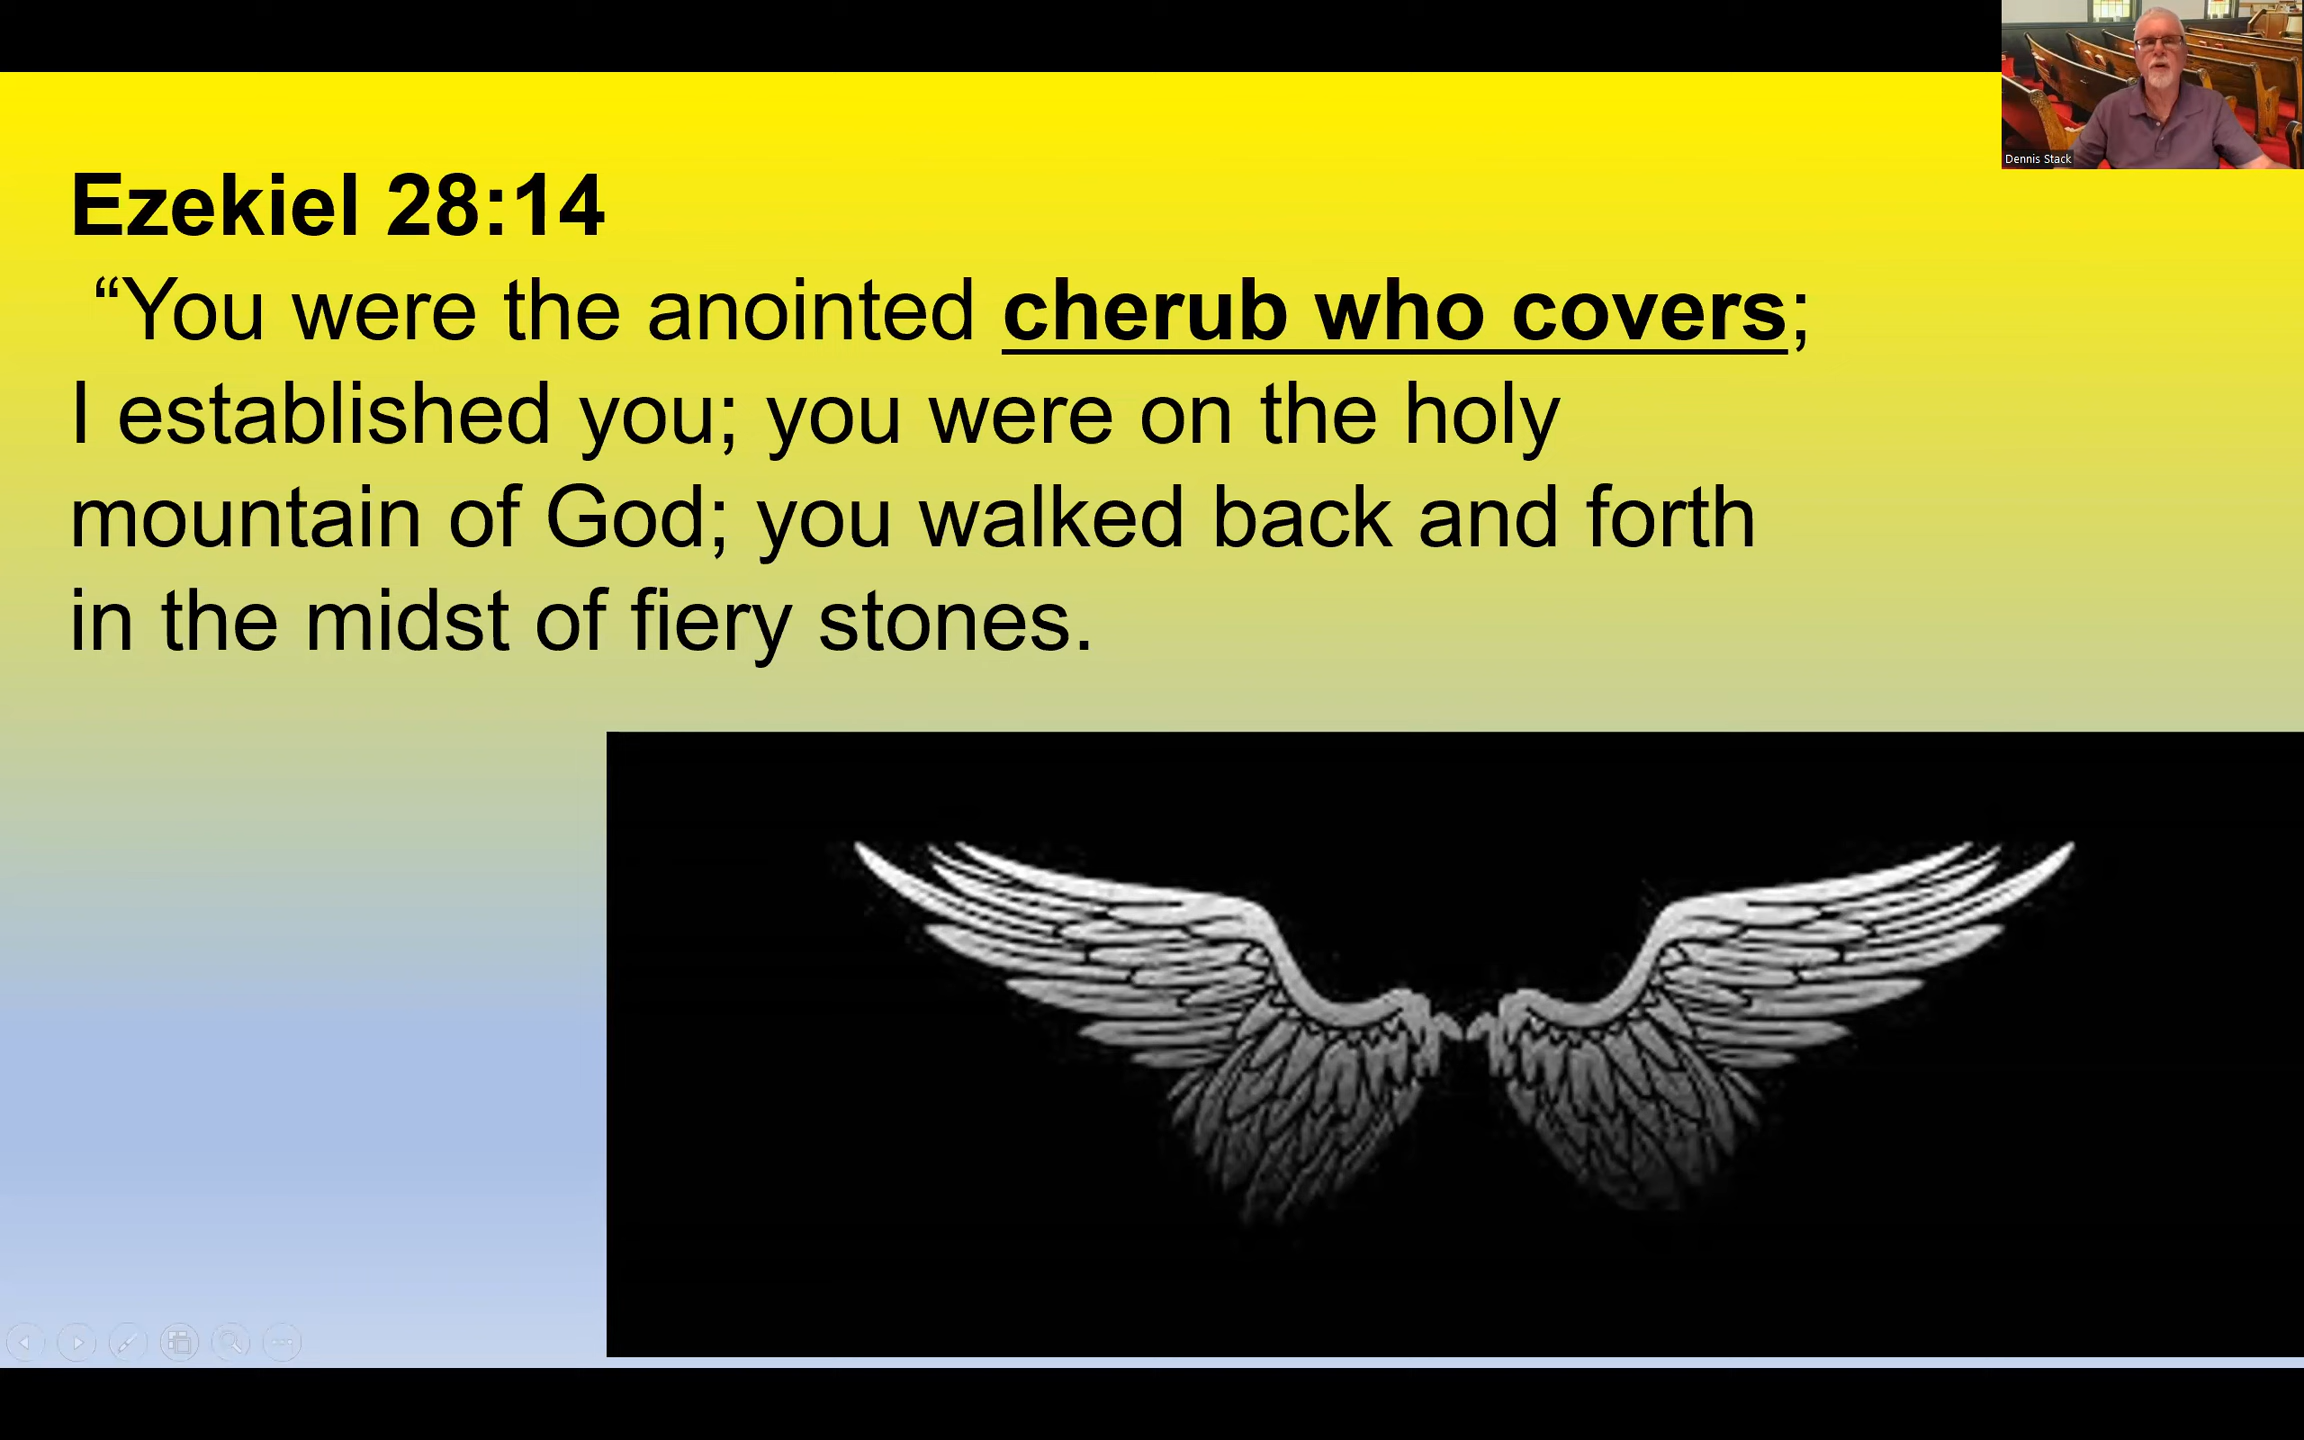 Dennis Stack
Ezekiel 28:14
“You were the anointed cherub who covers;
I established you; you were on the holy
mountain of God; you walked back and forth
in the midst of fiery stones.